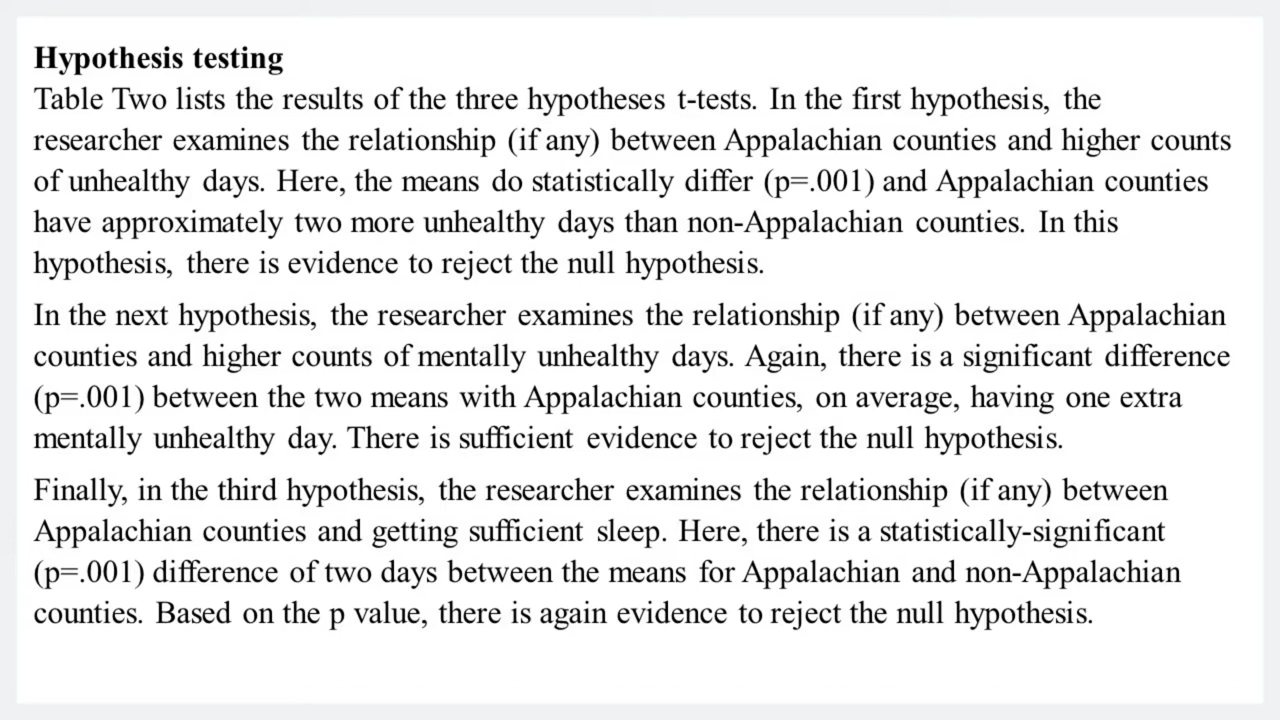 Hypothesis testing
Table Two lists the results of the three hypotheses t-tests. In the first hypothesis, the
researcher examines the relationship (if any) between Appalachian counties and higher counts
of unhealthy days. Here, the means do statistically differ (p=.001) and Appalachian counties
have approximately two more unhealthy days than non-Appalachian counties. In this
hypothesis, there is evidence to reject the null hypothesis.
In the next hypothesis, the researcher examines the relationship (if any) between Appalachian
counties and higher counts of mentally unhealthy days. Again, there is a significant difference
(p=.001) between the two means with Appalachian counties, on average, having one extra
mentally unhealthy day. There is sufficient evidence to reject the null hypothesis.
Finally, in the third hypothesis, the researcher examines the relationship (if any) between
Appalachian counties and getting sufficient sleep. Here, there is a statistically-significant
(p=.001) difference of two days between the means for Appalachian and non-Appalachian
counties. Based on the p value, there is again evidence to reject the null hypothesis.